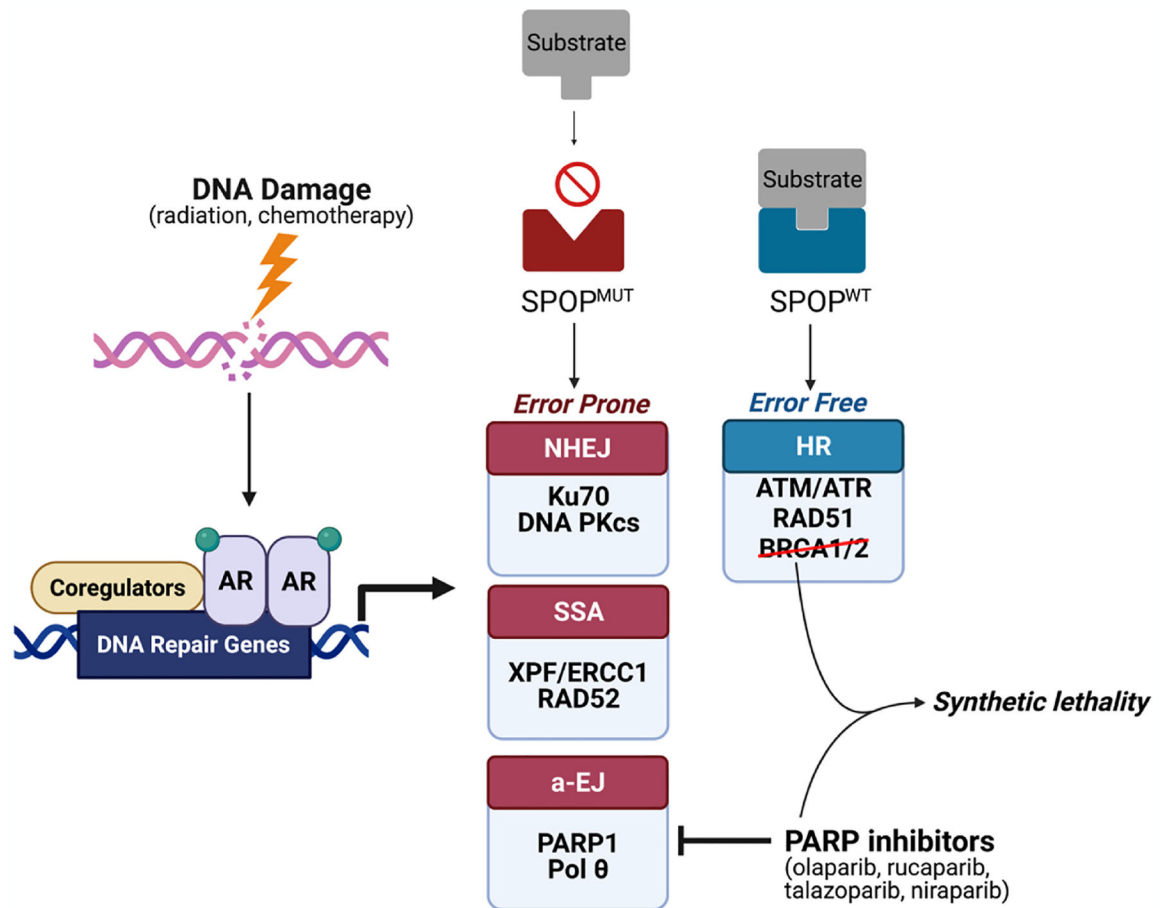 Substrate
DNA Damage
(radiation, chemotherapy)
Substrate
SPOPMUT
SPOPWT
Error Prone
Error Free
NHEJ
Ku70
DNA PKcs
HR
ATM/ATR
RAD51
BRCA1/2
Coregulators
AR
AR
DNA Repair Genes
SSA
XPF/ERCC1
RAD52
Synthetic lethality
a-EJ
PARP1
Pol θ
PARP inhibitors
(olaparib, rucaparib,
talazoparib, niraparib)